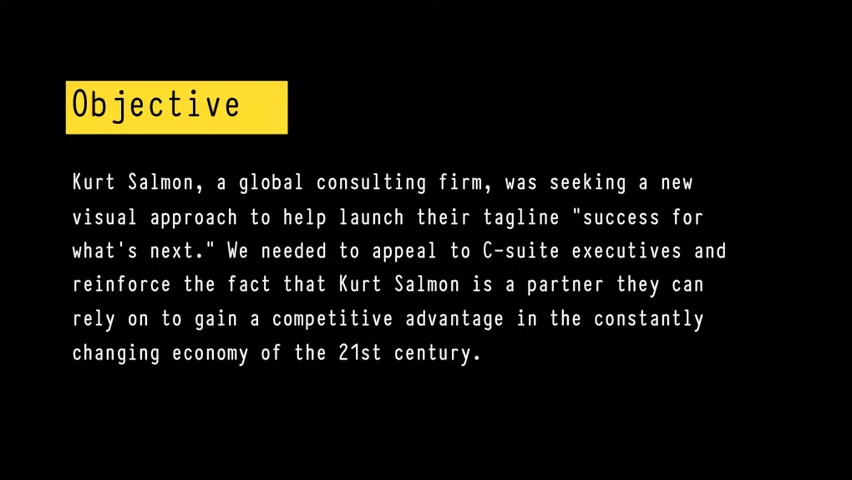 Objective
Kurt Salmon, a global consulting firm, was seeking a new
visual approach to help launch their tagline "success for
what's next." We needed to appeal to C-suite executives and
reinforce the fact that Kurt Salmon is a partner they can
rely on to gain a competitive advantage in the constantly
changing economy of the 21st century.